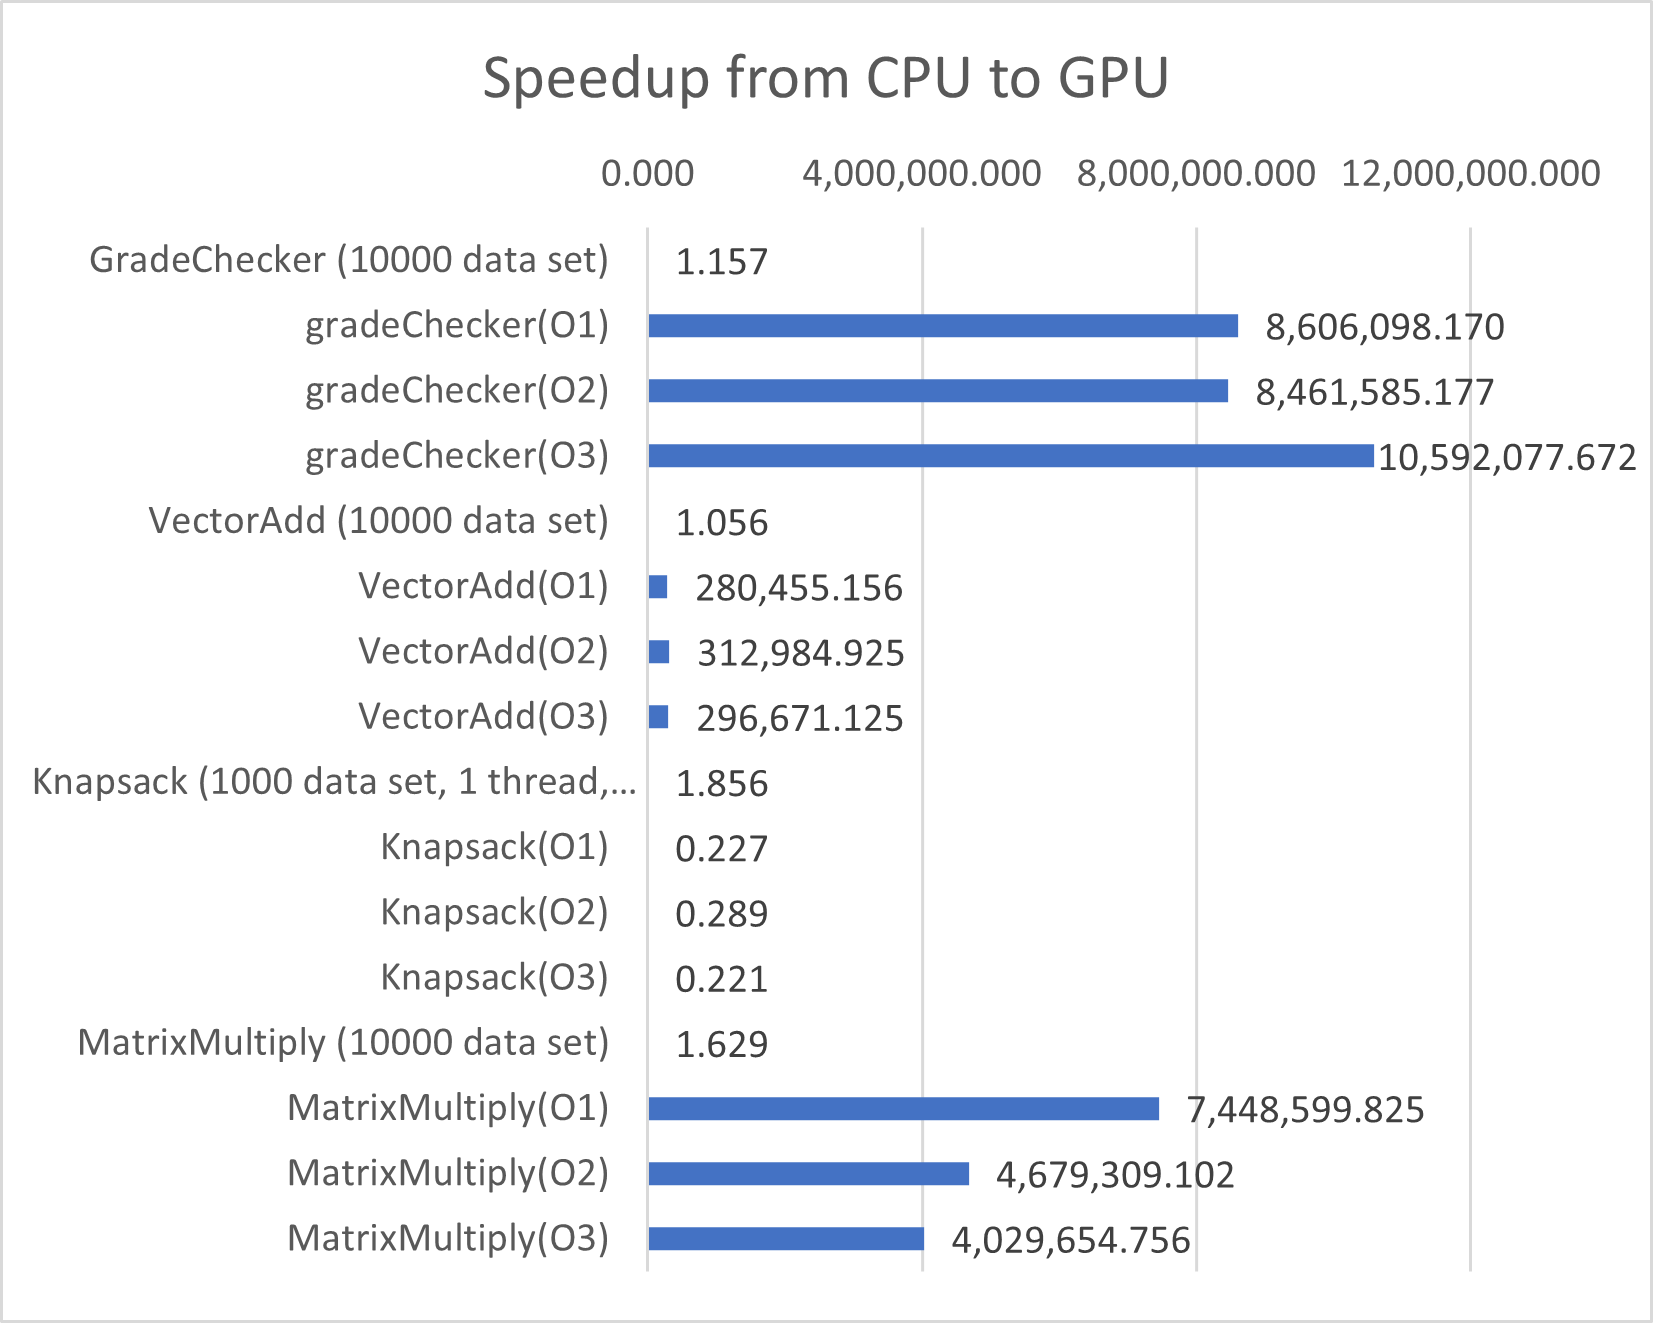 Speedup from CPU to GPU
0.000 4,000,000.000 8,000,000.000 12,000,000.000
GradeChecker (10000 data set) 1.157
gradeChecker(O1) 8,606,098.170
gradeChecker(O2) 8,461,585.177
gradeChecker(O3) 10,592,077.672
VectorAdd (10000 data set) 1.056
VectorAdd(O1) 280,455.156
VectorAdd(O2) 312,984.925
VectorAdd(O3) 296,671.125
Knapsack (1000 data set, 1 thread,... 1.856
Knapsack(O1) 0.227
Knapsack(O2) 0.289
Knapsack(O3) 0.221
MatrixMultiply (10000 data set) 1.629
MatrixMultiply(O1) 7,448,599.825
MatrixMultiply(O2) 4,679,309.102
MatrixMultiply(O3) 4,029,654.756